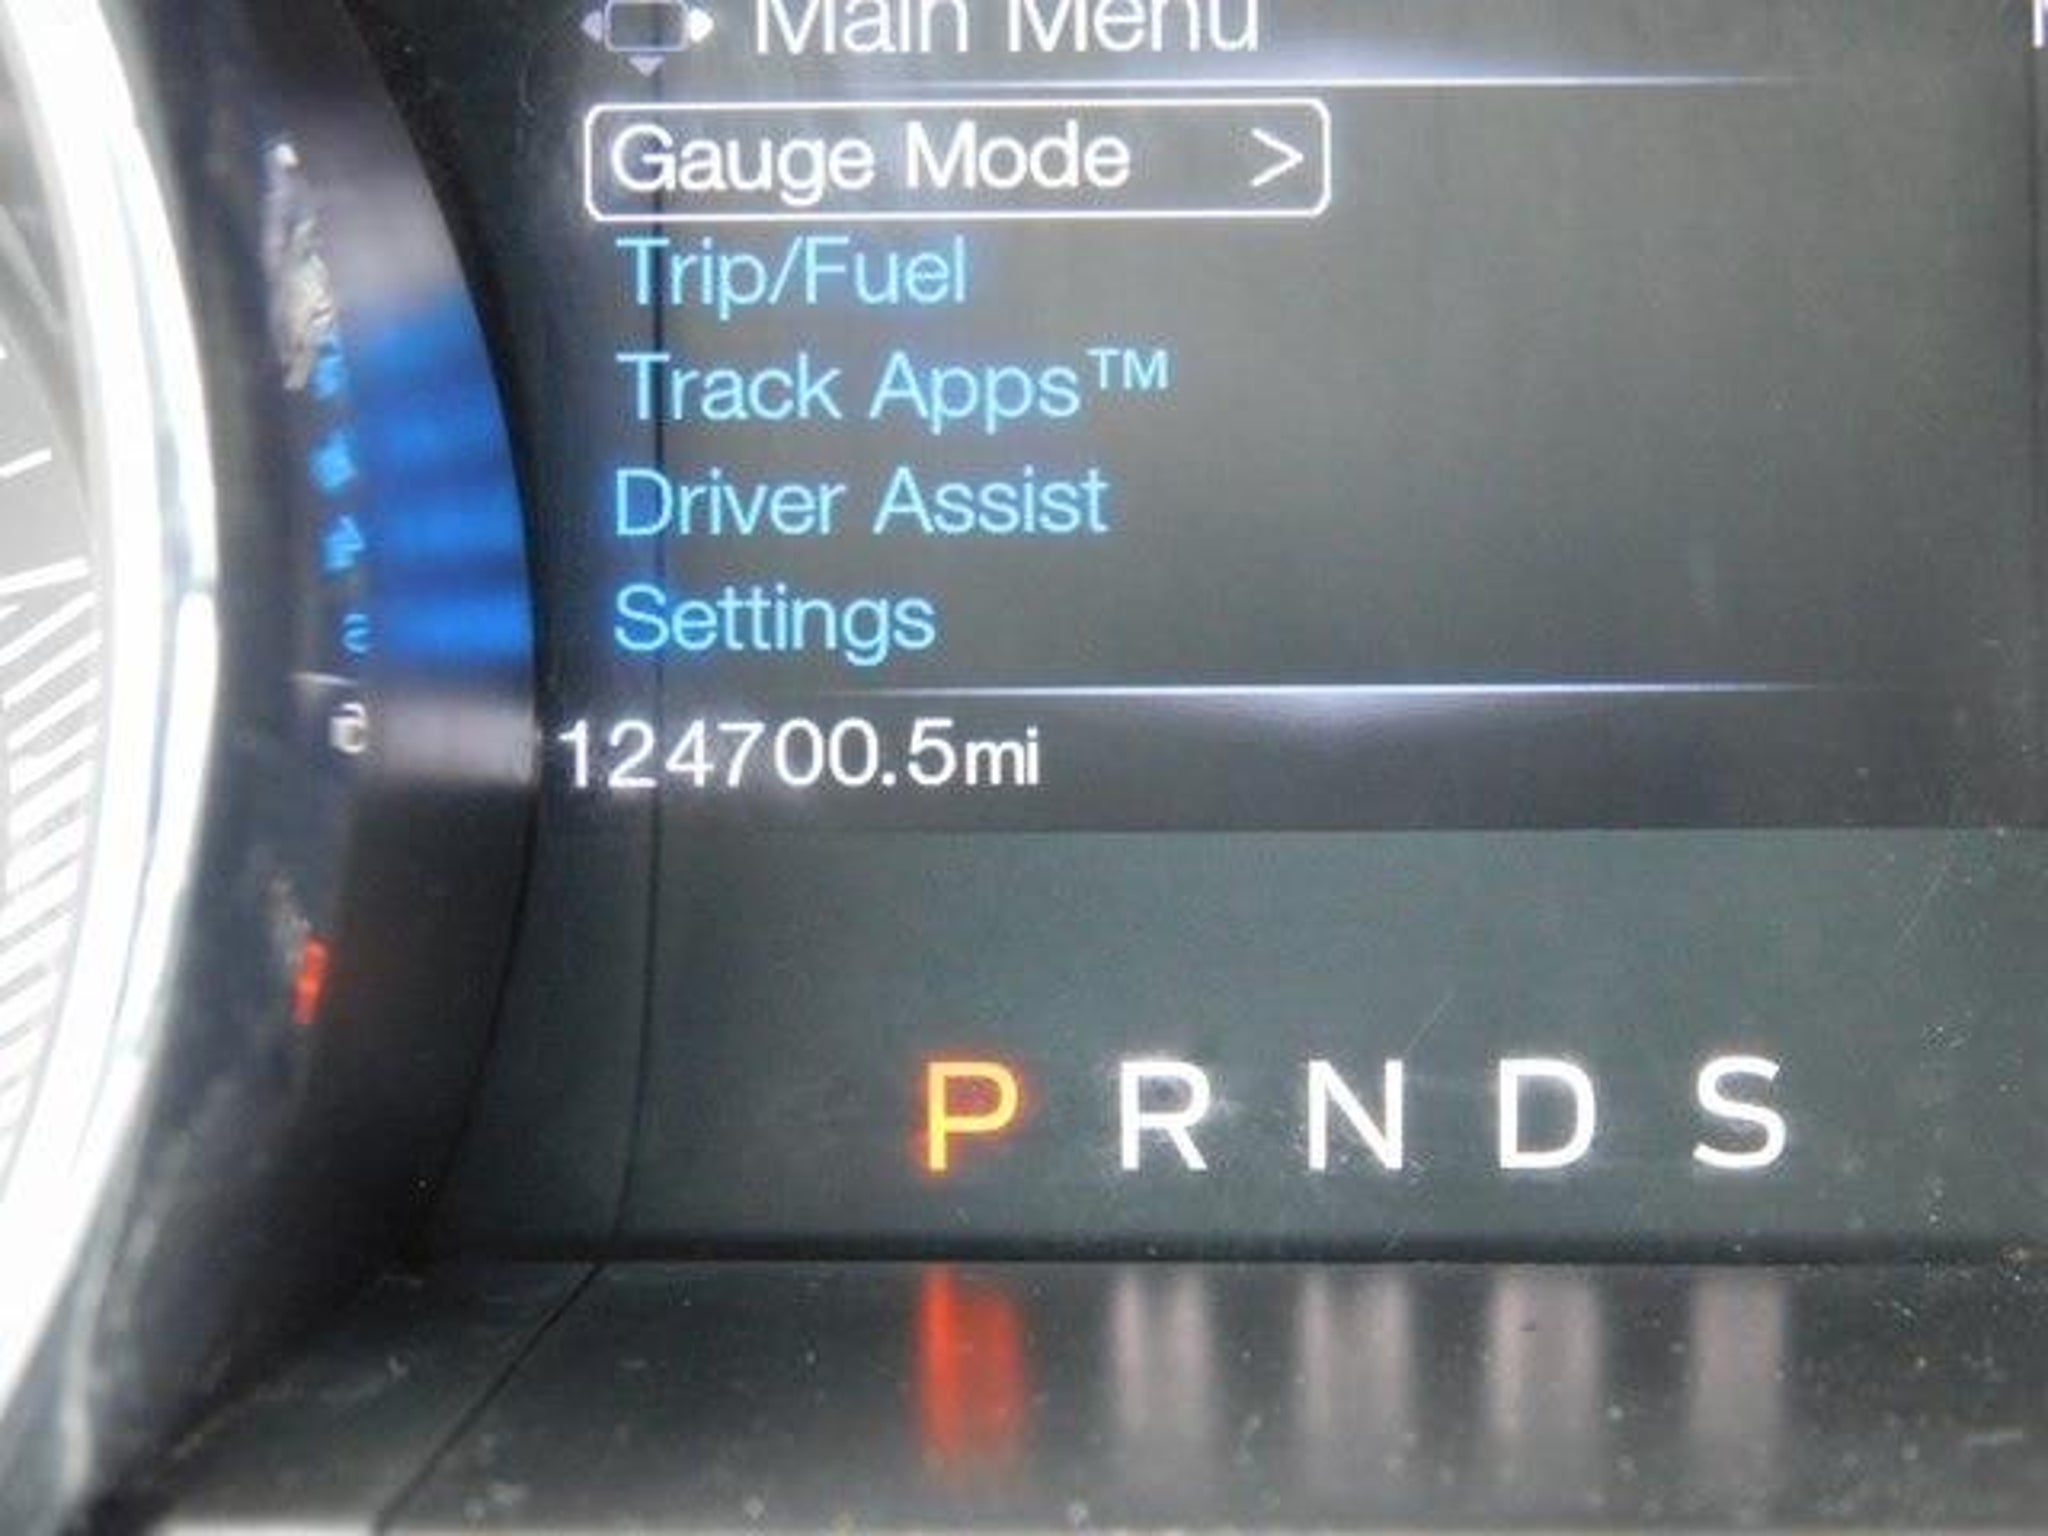 Main Menu
Gauge Mode >
Trip/Fuel
Track Apps™
Driver Assist
Settings
124700.5mi
P R N D S